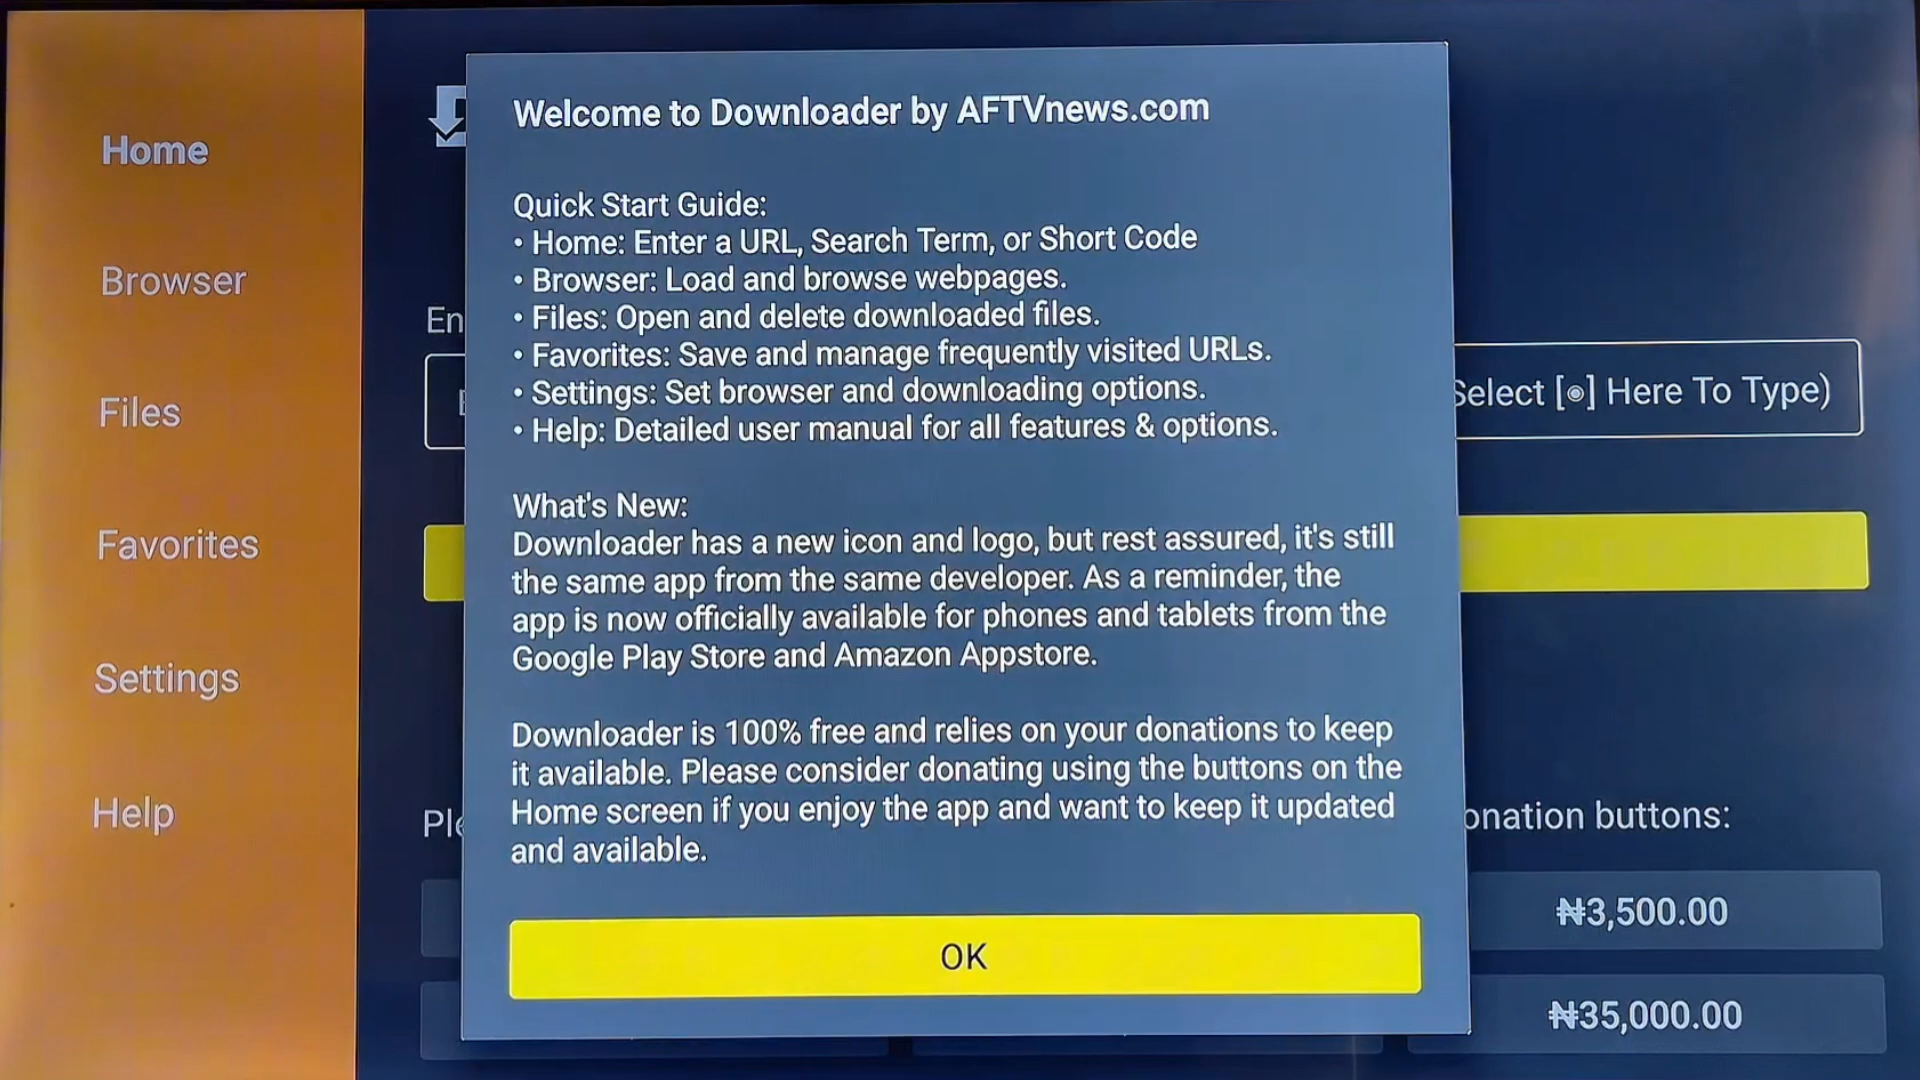 Home
Browser
Files
Favorites
Settings
Help
Welcome to Downloader by AFTVnews.com
Quick Start Guide:
• Home: Enter a URL, Search Term, or Short Code
• Browser: Load and browse webpages.
• Files: Open and delete downloaded files.
• Favorites: Save and manage frequently visited URLs.
• Settings: Set browser and downloading options.
• Help: Detailed user manual for all features & options.
What's New:
Downloader has a new icon and logo, but rest assured, it's still
the same app from the same developer. As a reminder, the
app is now officially available for phones and tablets from the
Google Play Store and Amazon Appstore.
Downloader is 100% free and relies on your donations to keep
it available. Please consider donating using the buttons on the
Home screen if you enjoy the app and want to keep it updated
and available.
OK
En
Select [◉] Here To Type)
Ple
onation buttons:
₦3,500.00
₦35,000.00